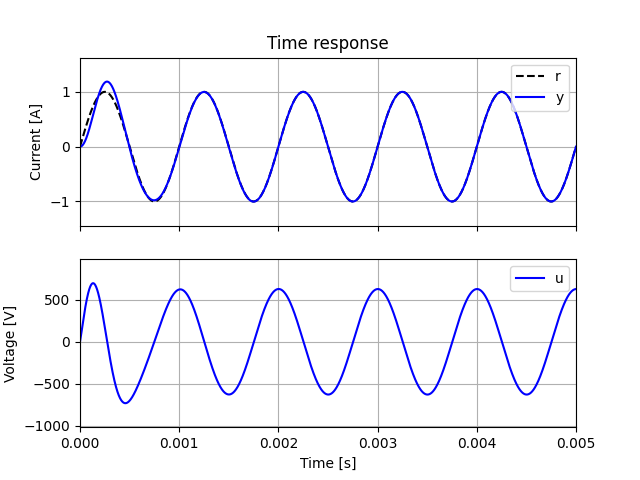 Time response
Current [A]
1
0
−1
r
y
Voltage [V]
500
0
−500
−1000
u
0.000 0.001 0.002 0.003 0.004 0.005
Time [s]